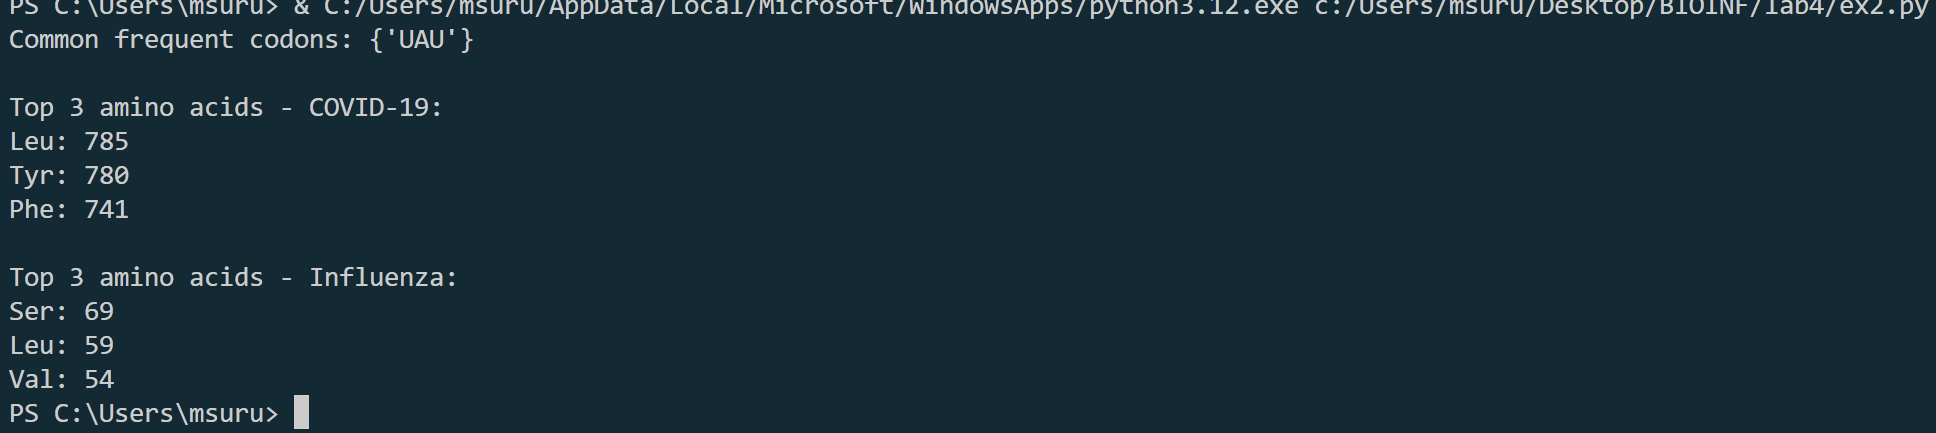 PS C:\Users\msuru> & C:/Users/msuru/AppData/Local/Microsoft/WindowsApps/python3.12.exe c:/Users/msuru/Desktop/BIOINF/lab4/ex2.py
Common frequent codons: {'UAU'}
Top 3 amino acids - COVID-19:
Leu: 785
Tyr: 780
Phe: 741
Top 3 amino acids - Influenza:
Ser: 69
Leu: 59
Val: 54
PS C:\Users\msuru>